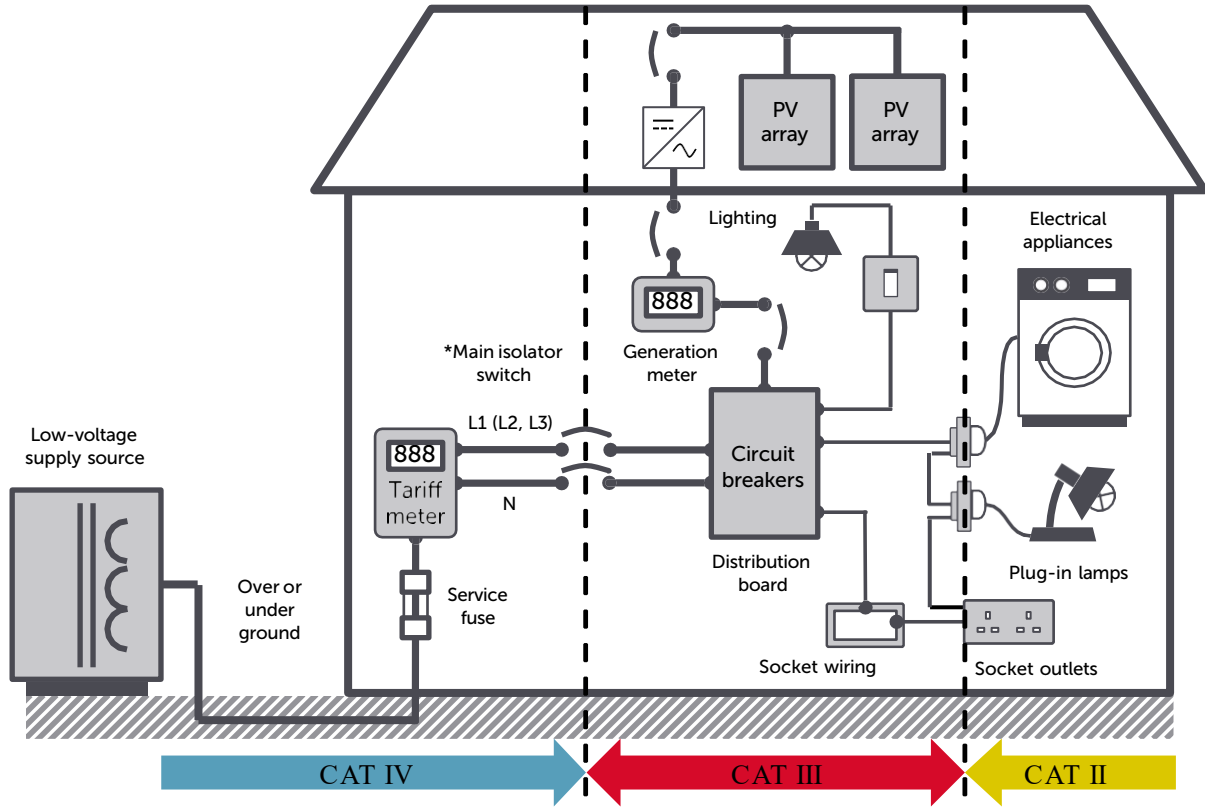 PV
array
PV
array
Lighting
Electrical
appliances
888
Generation
meter
*Main isolator
switch
L1 (L2, L3)
N
888
Tariff
meter
Circuit
breakers
Distribution
board
Low-voltage
supply source
Over or
under
ground
Service
fuse
Plug-in lamps
Socket wiring
Socket outlets
CAT IV
CAT III
CAT II